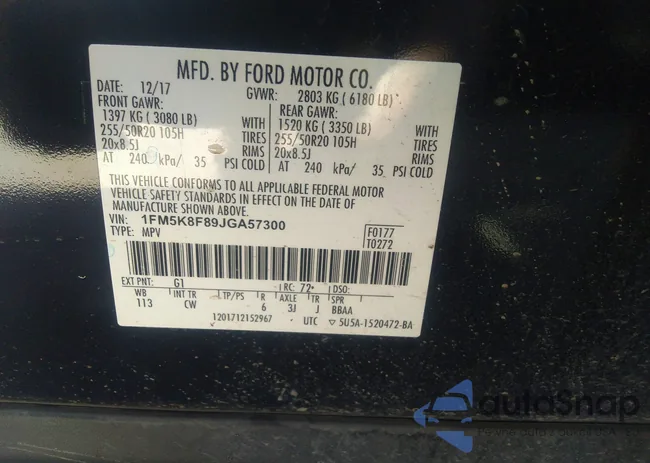 MFD. BY FORD MOTOR CO.
DATE: 12/17 GVWR: 2803 KG ( 6180 LB)
FRONT GAWR: REAR GAWR:
1397 KG ( 3080 LB) WITH 1520 KG ( 3350 LB) WITH
255/50R20 105H TIRES 255/50R20 105H TIRES
20x8.5J RIMS 20x8.5J RIMS
AT 240 kPa/ 35 PSI COLD AT 240 kPa/ 35 PSI COLD
THIS VEHICLE CONFORMS TO ALL APPLICABLE FEDERAL MOTOR
VEHICLE SAFETY STANDARDS IN EFFECT ON THE DATE OF
MANUFACTURE SHOWN ABOVE.
VIN: 1FM5K8F89JGA57300 F0177
TYPE: MPV T0272
EXT PNT: G1 RC: 72 DSO:
WB INT TR TP/PS R AXLE TR SPR
113 CW 6 3J J BBAA
1201712152967 UTC ▽ 5U5A-1520472-BA
autoSnap